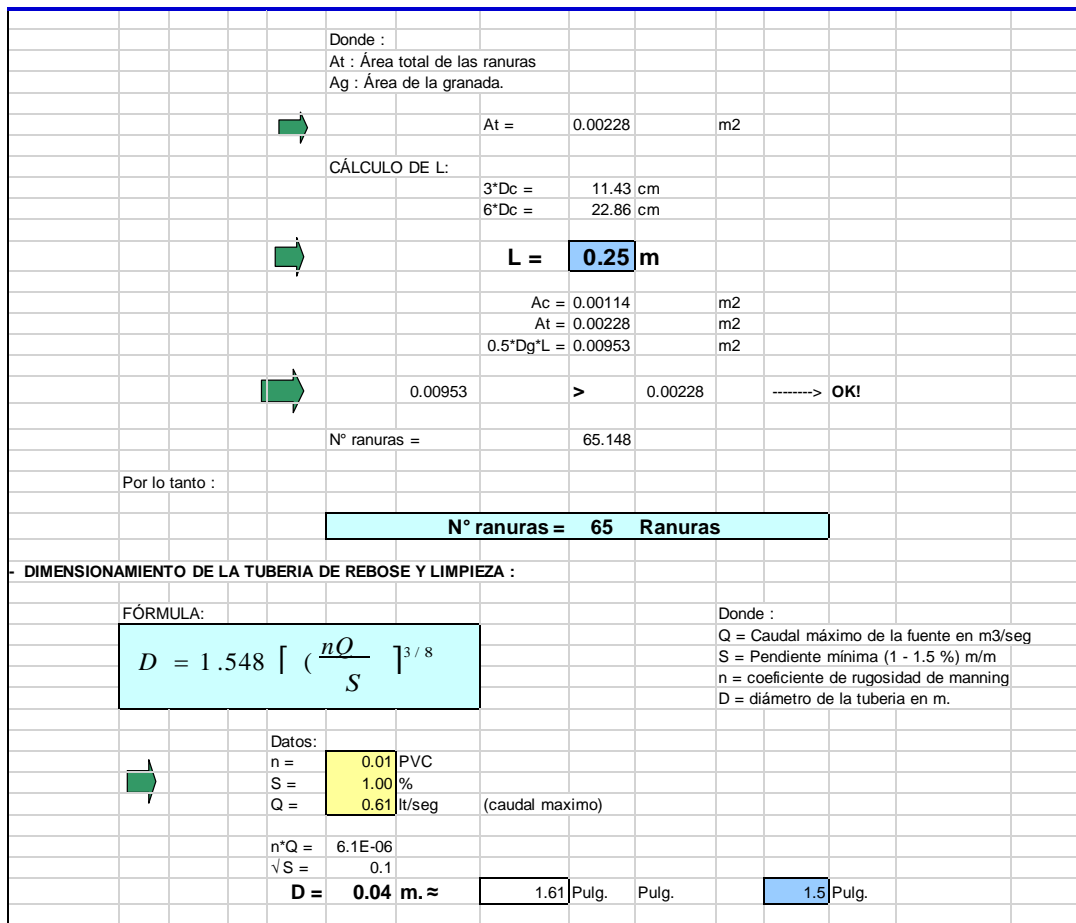 Donde :
At : Área total de las ranuras
Ag : Área de la granada.
At = 0.00228 m2
CÁLCULO DE L:
3*Dc = 11.43 cm
6*Dc = 22.86 cm
L = 0.25 m
Ac = 0.00114 m2
At = 0.00228 m2
0.5*Dg*L = 0.00953 m2
0.00953 > 0.00228 --------> OK!
N° ranuras = 65.148
Por lo tanto :
N° ranuras = 65 Ranuras
- DIMENSIONAMIENTO DE LA TUBERIA DE REBOSE Y LIMPIEZA :
FÓRMULA:
D = 1.548 ⌈ ( nQ / S ⌉^3/8
Donde :
Q = Caudal máximo de la fuente en m3/seg
S = Pendiente mínima (1 - 1.5 %) m/m
n = coeficiente de rugosidad de manning
D = diámetro de la tuberia en m.
Datos:
n = 0.01 PVC
S = 1.00 %
Q = 0.61 lt/seg (caudal maximo)
n*Q = 6.1E-06
√S = 0.1
D = 0.04 m. ≈ 1.61 Pulg. Pulg. 1.5 Pulg.